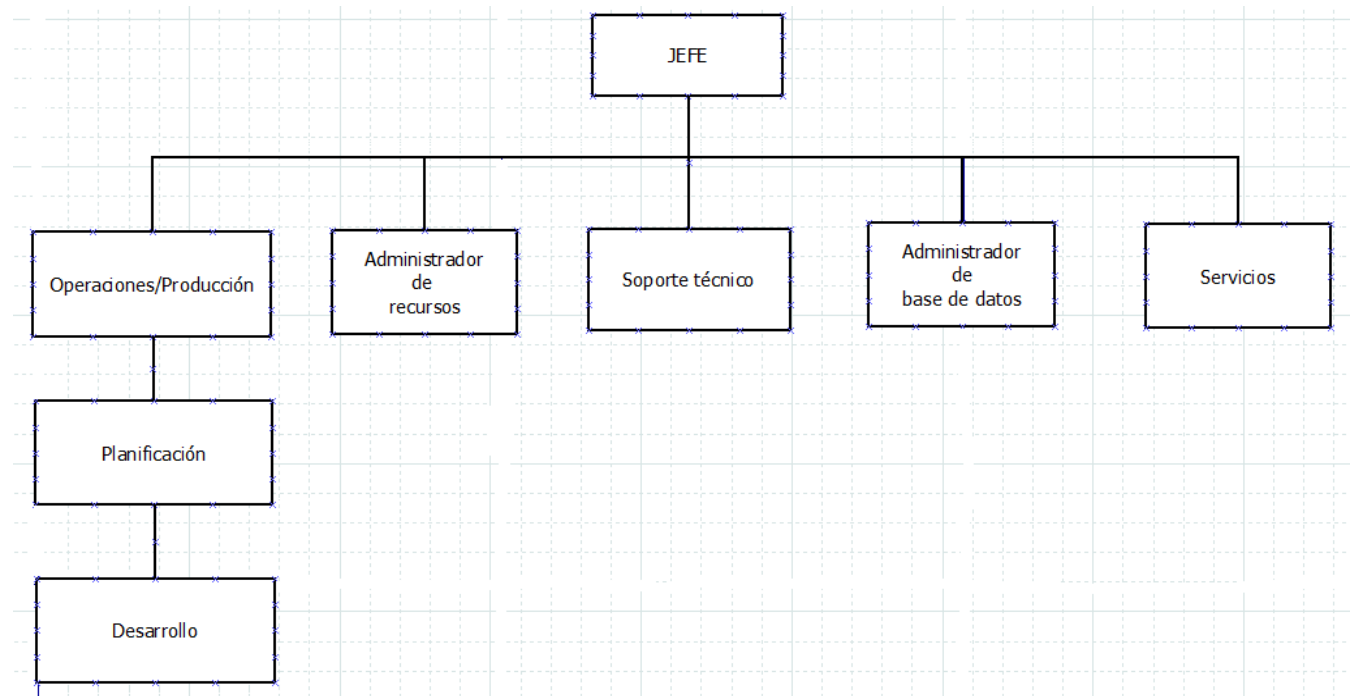 JEFE
Operaciones/Producción
Administrador
de
recursos
Soporte técnico
Administrador
de
base de datos
Servicios
Planificación
Desarrollo